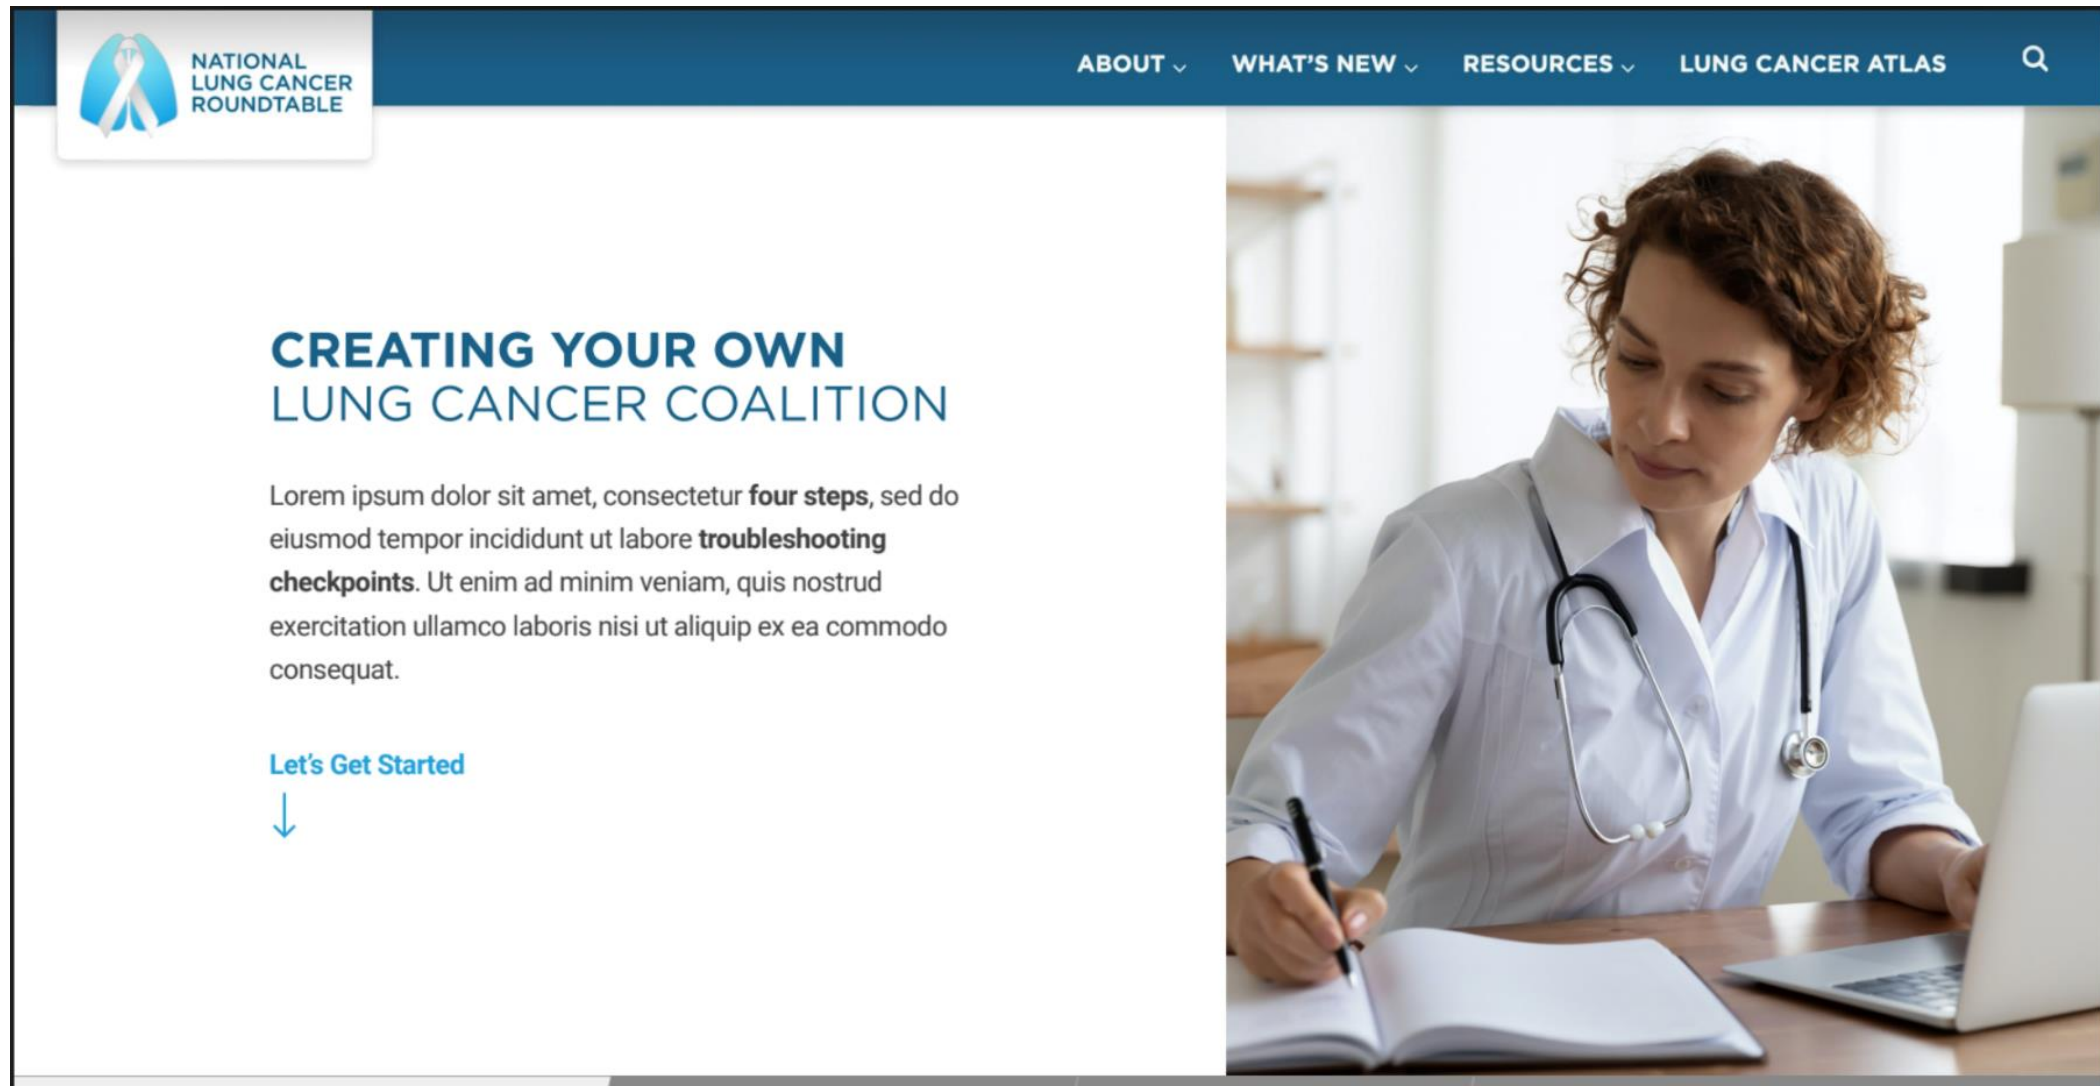 NATIONAL
LUNG CANCER
ROUNDTABLE
ABOUT
WHAT'S NEW
RESOURCES
LUNG CANCER ATLAS
CREATING YOUR OWN
LUNG CANCER COALITION
Lorem ipsum dolor sit amet, consectetur four steps, sed do
eiusmod tempor incididunt ut labore troubleshooting
checkpoints. Ut enim ad minim veniam, quis nostrud
exercitation ullamco laboris nisi ut aliquip ex ea commodo
consequat.
Let's Get Started